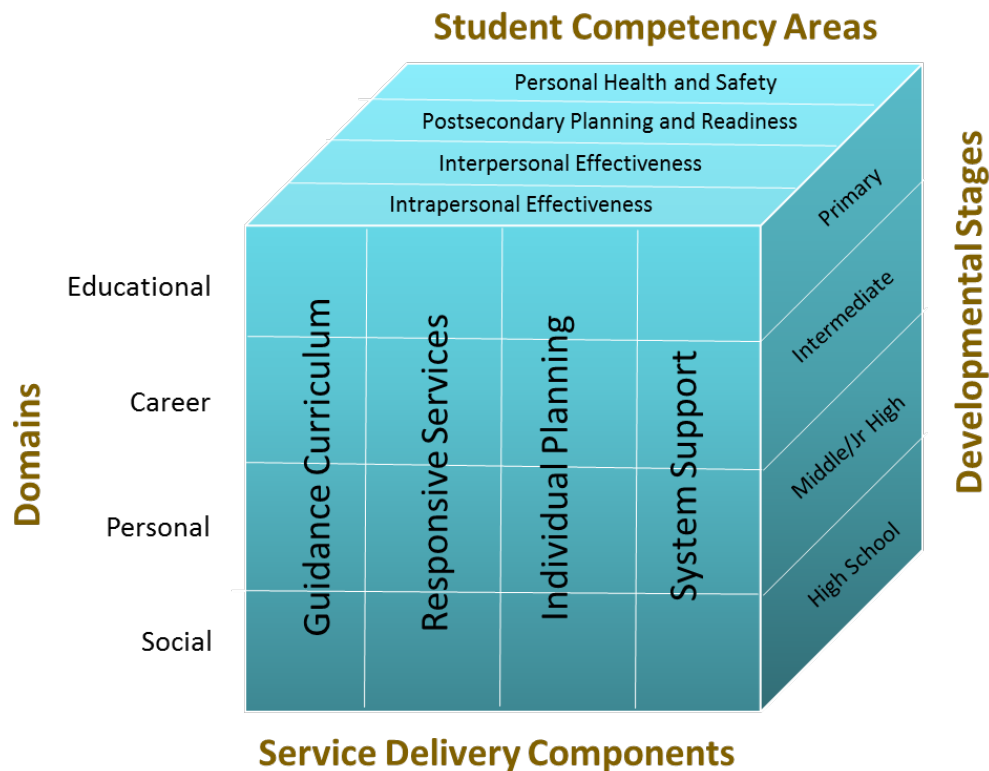 Student Competency Areas
Personal Health and Safety
Postsecondary Planning and Readiness
Interpersonal Effectiveness
Intrapersonal Effectiveness
Domains
Educational
Career
Personal
Social
Guidance Curriculum
Responsive Services
Individual Planning
System Support
Primary
Intermediate
Middle/Jr High
High School
Developmental Stages
Service Delivery Components